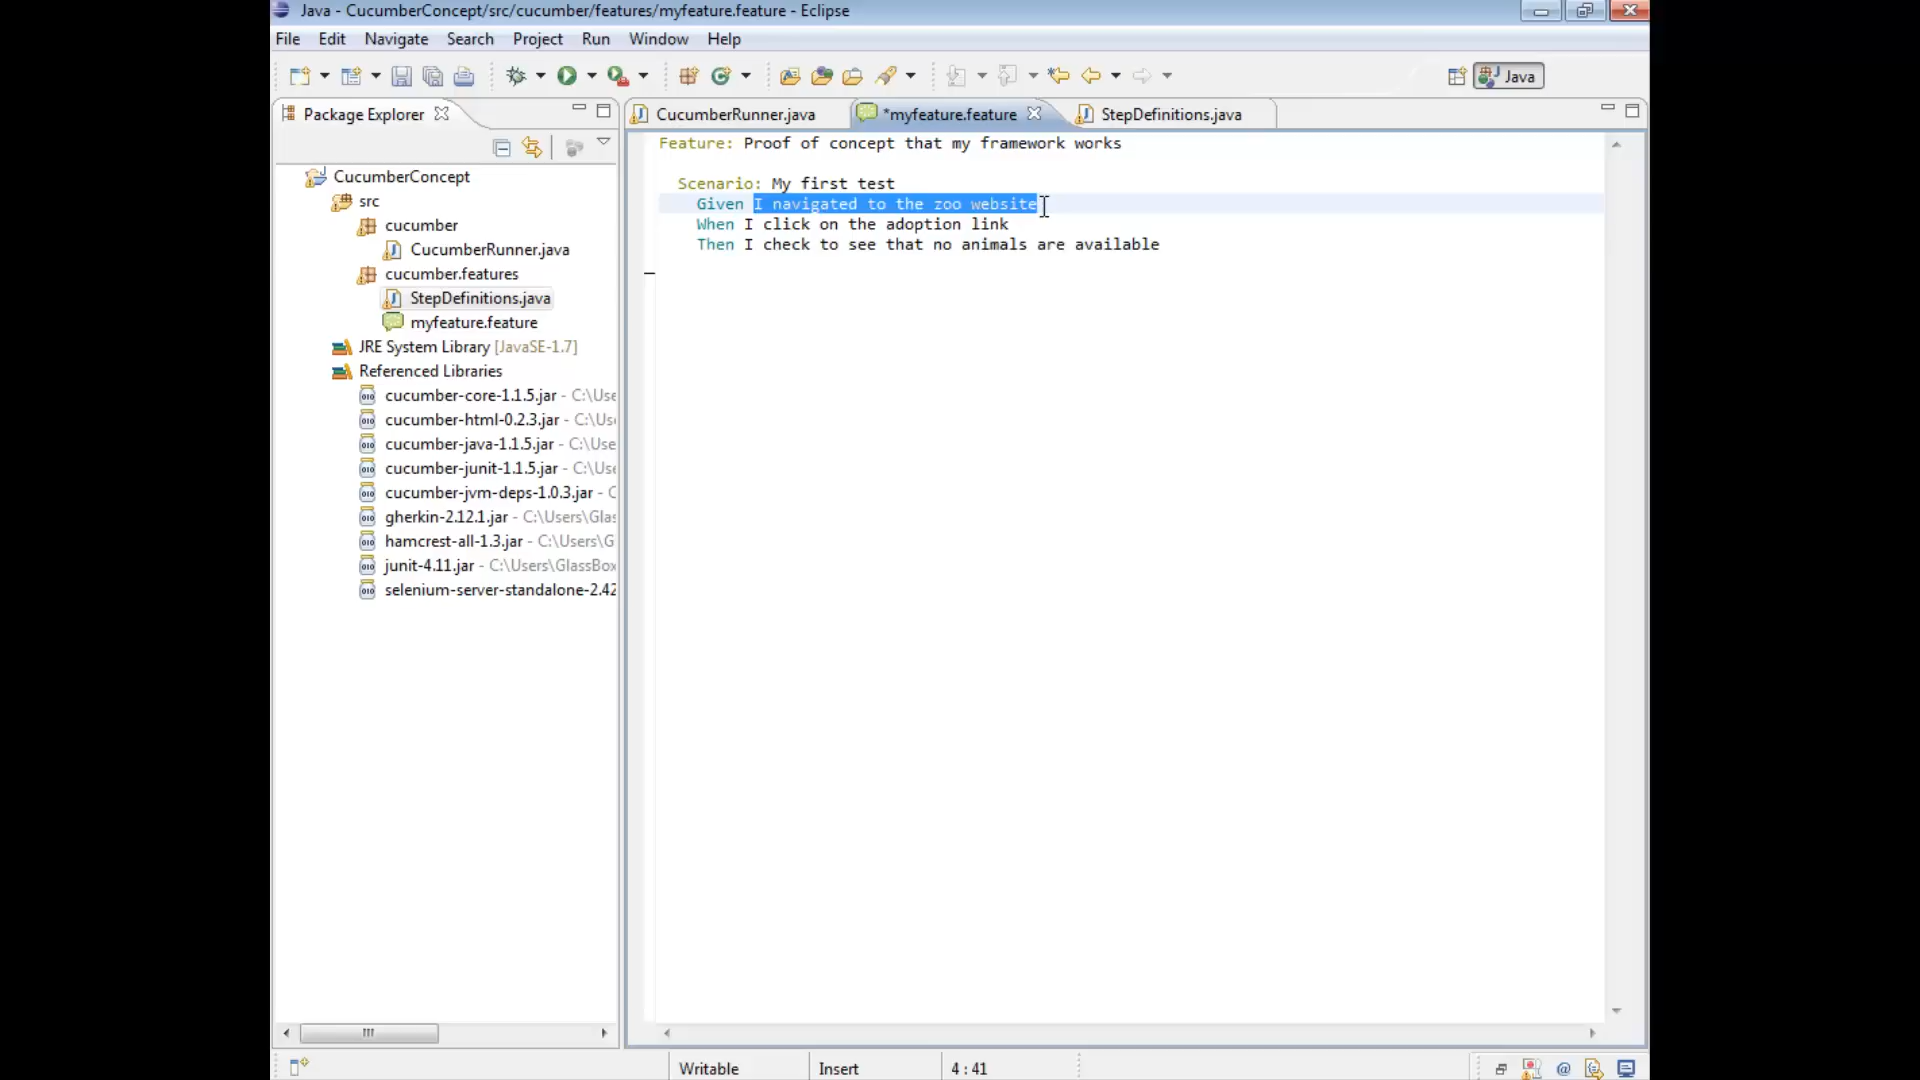 Java - CucumberConcept/src/cucumber/features/myfeature.feature - Eclipse
File Edit Navigate Search Project Run Window Help
Java
Package Explorer
CucumberRunner.java *myfeature.feature StepDefinitions.java
CucumberConcept
src
cucumber
CucumberRunner.java
cucumber.features
StepDefinitions.java
myfeature.feature
JRE System Library [JavaSE-1.7]
Referenced Libraries
cucumber-core-1.1.5.jar - C:\Use
cucumber-html-0.2.3.jar - C:\Us
cucumber-java-1.1.5.jar - C:\Use
cucumber-junit-1.1.5.jar - C:\Use
cucumber-jvm-deps-1.0.3.jar - C
gherkin-2.12.1.jar - C:\Users\Glas
hamcrest-all-1.3.jar - C:\Users\G
junit-4.11.jar - C:\Users\GlassBox
selenium-server-standalone-2.42
Feature: Proof of concept that my framework works
Scenario: My first test
Given I navigated to the zoo website
When I click on the adoption link
Then I check to see that no animals are available
Writable Insert 4 : 41